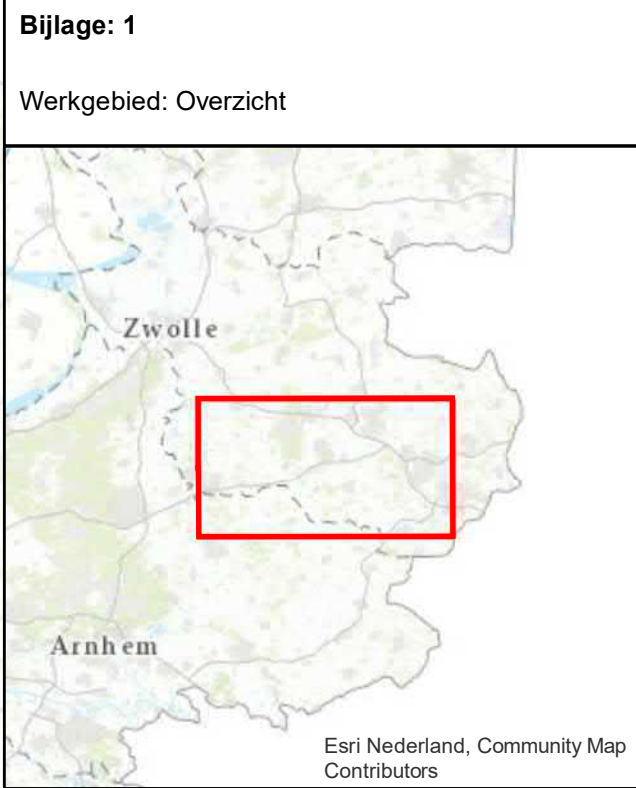 Bijlage: 1
Werkgebied: Overzicht
Zwolle
Arnhem
Esri Nederland, Community Map
Contributors